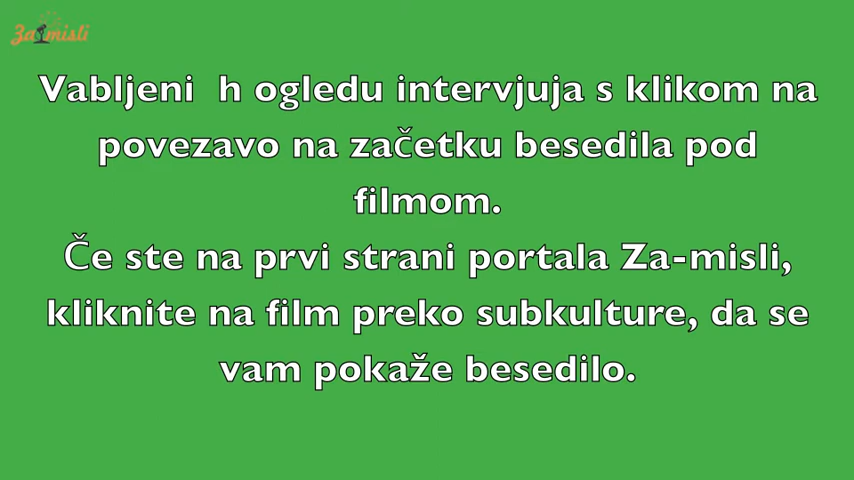 Za misli
Vabljeni h ogledu intervjuja s klikom na
povezavo na začetku besedila pod
filmom.
Če ste na prvi strani portala Za-misli,
kliknite na film preko subkulture, da se
vam pokaže besedilo.